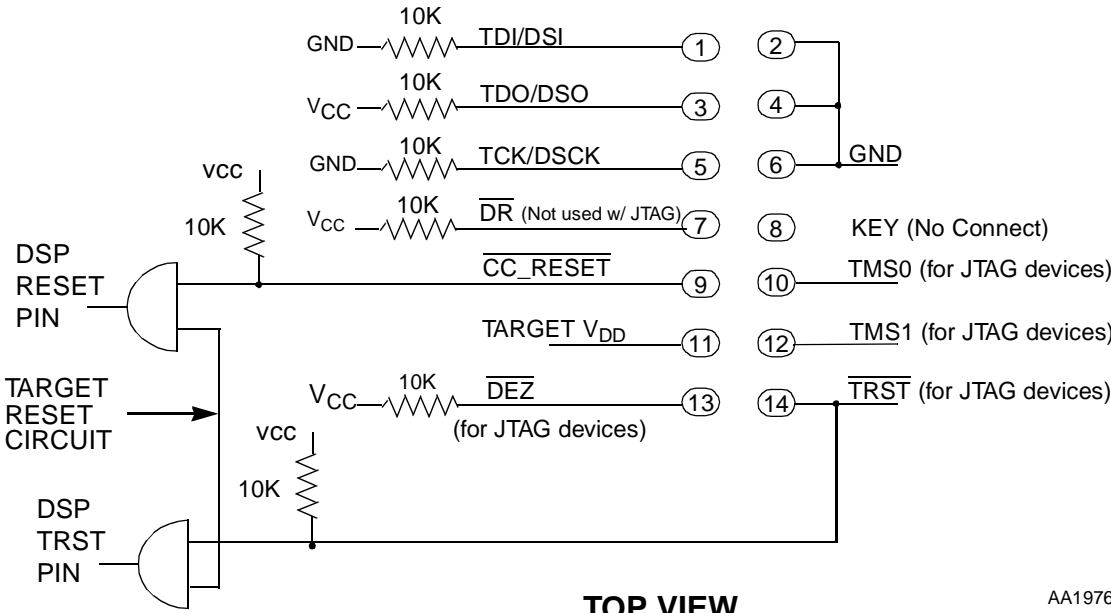 10K
GND TDI/DSI 1 2
10K
VCC TDO/DSO 3 4
10K
GND TCK/DSCK 5 6 GND
vcc
10K
10K
VCC DR (Not used w/ JTAG) 7 8 KEY (No Connect)
DSP
RESET
PIN
CC_RESET 9 10 TMS0 (for JTAG devices)
TARGET VDD 11 12 TMS1 (for JTAG devices)
TARGET
RESET
CIRCUIT
10K
VCC DEZ 13 14 TRST (for JTAG devices)
(for JTAG devices)
vcc
10K
DSP
TRST
PIN
TOP VIEW
AA1976